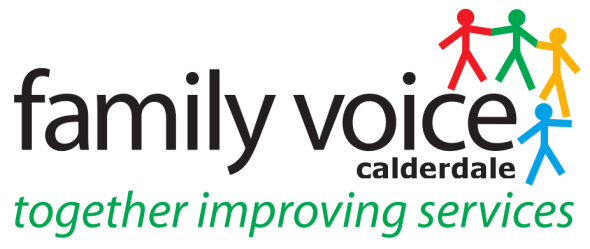 family voice
calderdale
together improving services